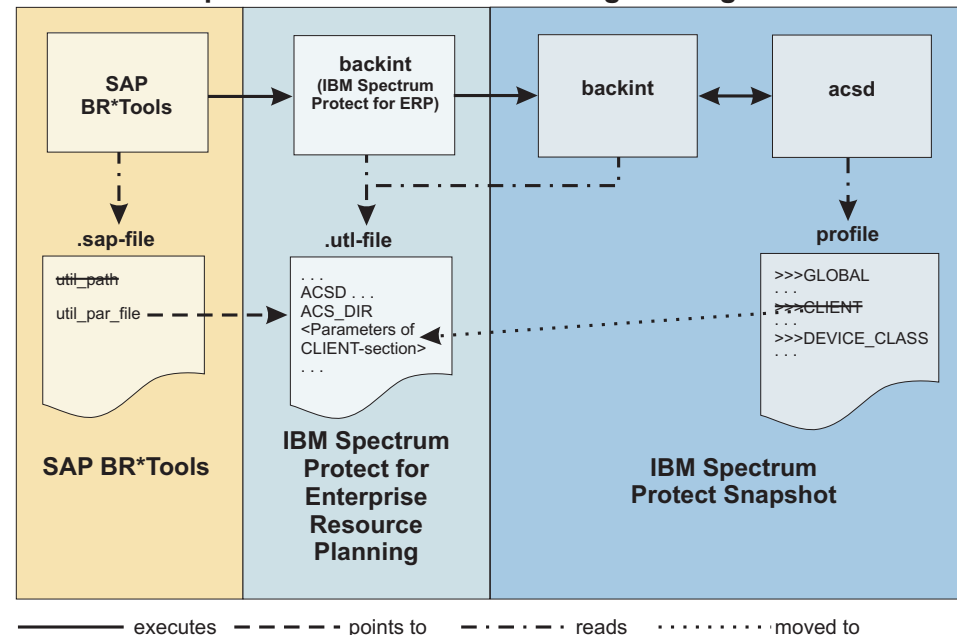 SAP
BR*Tools
backint
(IBM Spectrum
Protect for ERP)
backint
acsd
.sap-file
.utl-file
profile
util_path
util_par_file
. . .
ACSD . . .
ACS_DIR
<Parameters of
CLIENT-section>
. . .
>>>GLOBAL
. . .
>>>CLIENT
. . .
>>>DEVICE_CLASS
. . .
SAP BR*Tools
IBM Spectrum
Protect for
Enterprise
Resource
Planning
IBM Spectrum
Protect Snapshot
executes
points to
reads
moved to